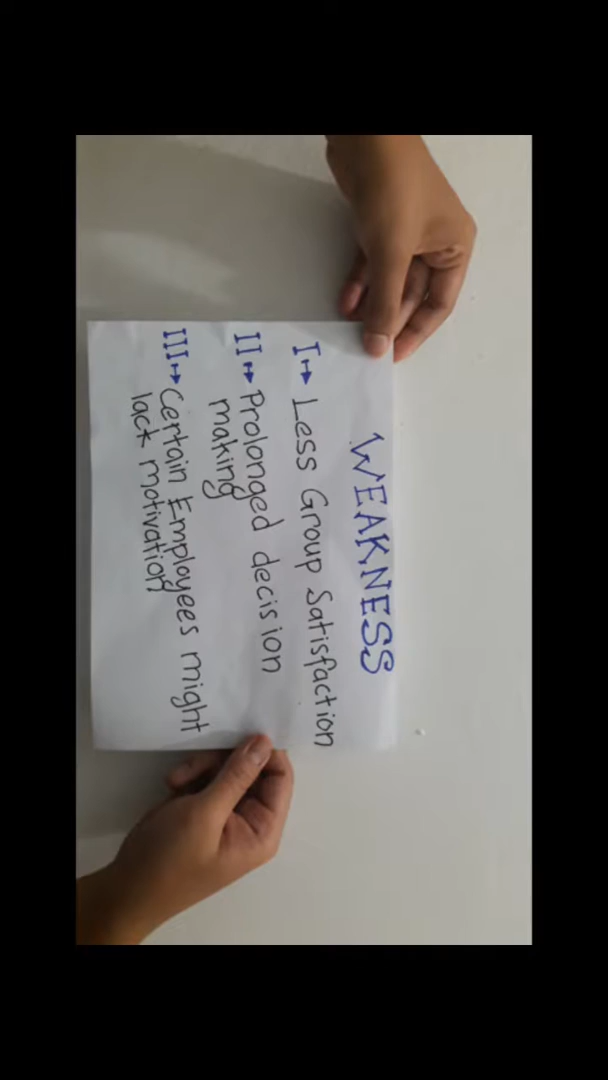 WEAKNESS
I↦ Less Group Satisfaction
II↦ Prolonged decision
making
III↦ Certain Employees might
lack motivation